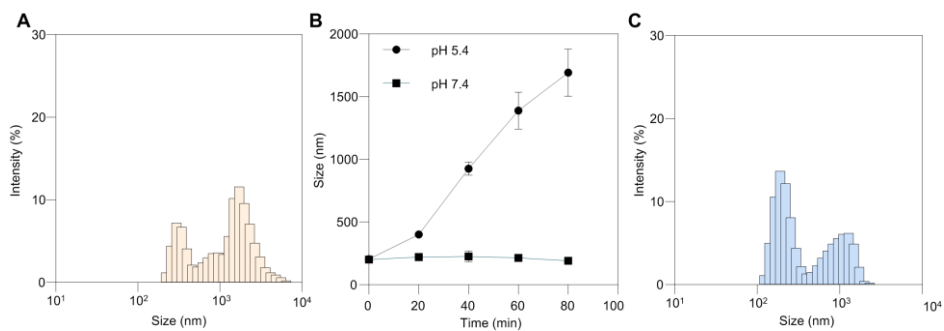 A
Intensity (%)
30
20
10
0
10¹ 10² 10³ 10⁴
Size (nm)
B
Size (nm)
2000
1500
1000
500
0
pH 5.4
pH 7.4
0 20 40 60 80 100
Time (min)
C
Intensity (%)
30
20
10
0
10¹ 10² 10³ 10⁴
Size (nm)